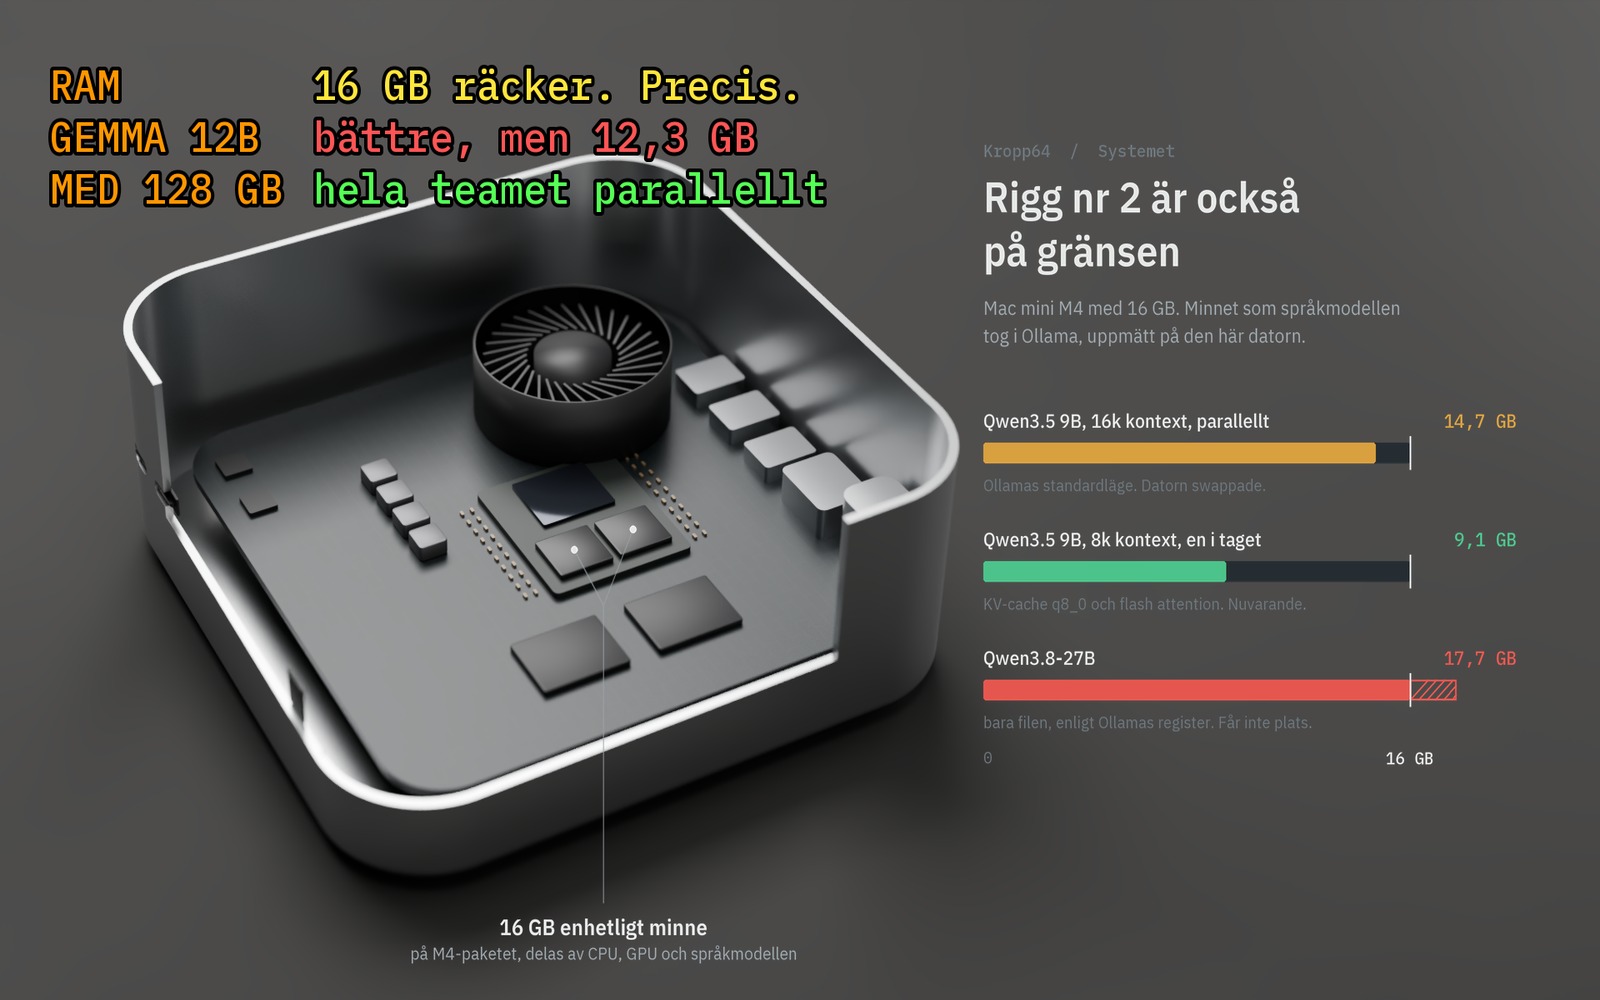 RAM 16 GB räcker. Precis.
GEMMA 12B bättre, men 12,3 GB
MED 128 GB hela teamet parallellt
Kropp64 / Systemet
Rigg nr 2 är också
på gränsen
Mac mini M4 med 16 GB. Minnet som språkmodellen
tog i Ollama, uppmätt på den här datorn.
Qwen3.5 9B, 16k kontext, parallellt 14,7 GB
Ollamas standardläge. Datorn swappade.
Qwen3.5 9B, 8k kontext, en i taget 9,1 GB
KV-cache q8_0 och flash attention. Nuvarande.
Qwen3.8-27B 17,7 GB
bara filen, enligt Ollamas register. Får inte plats.
0 16 GB
16 GB enhetligt minne
på M4-paketet, delas av CPU, GPU och språkmodellen